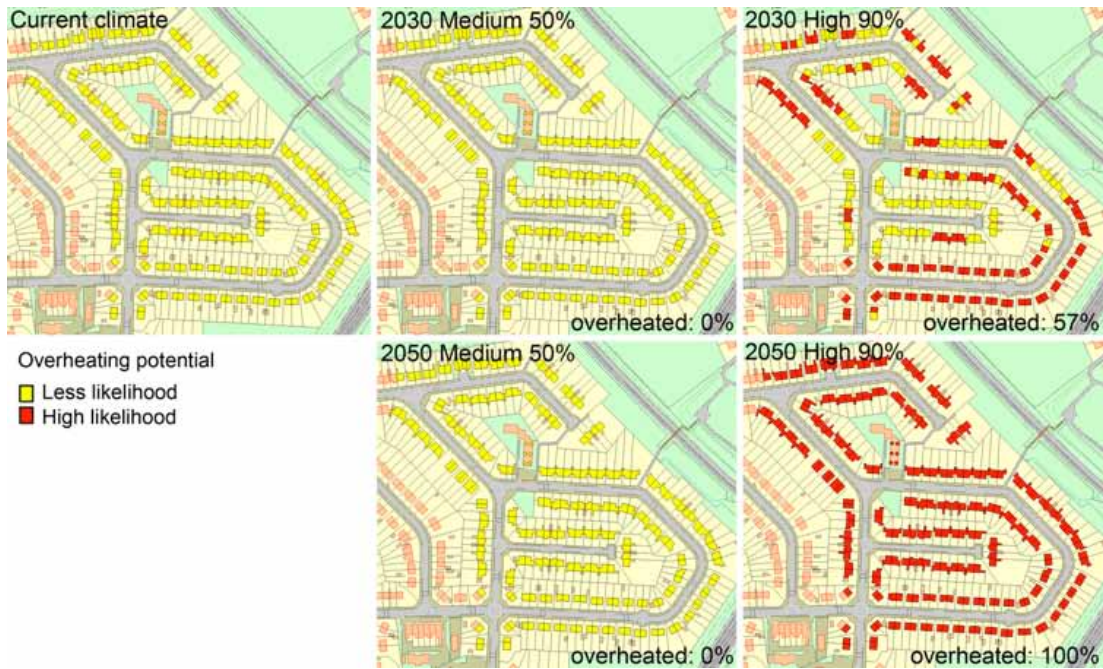 Current climate
2030 Medium 50%
2030 High 90%
overheated: 0%
overheated: 57%
Overheating potential
Less likelihood
High likelihood
2050 Medium 50%
2050 High 90%
overheated: 0%
overheated: 100%